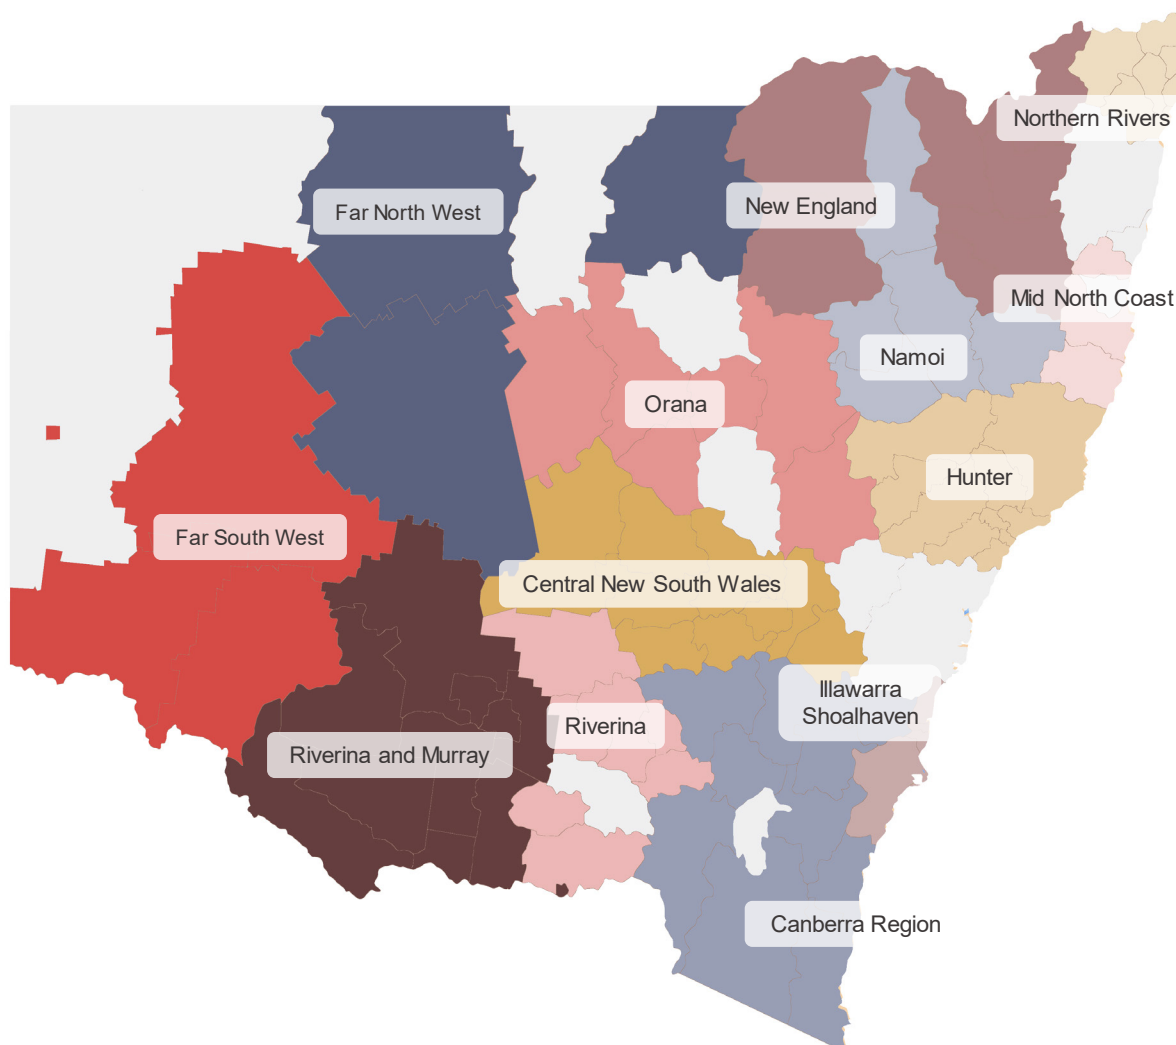 Northern Rivers
Far North West
New England
Mid North Coast
Namoi
Orana
Hunter
Far South West
Central New South Wales
Illawarra
Shoalhaven
Riverina
Riverina and Murray
Canberra Region